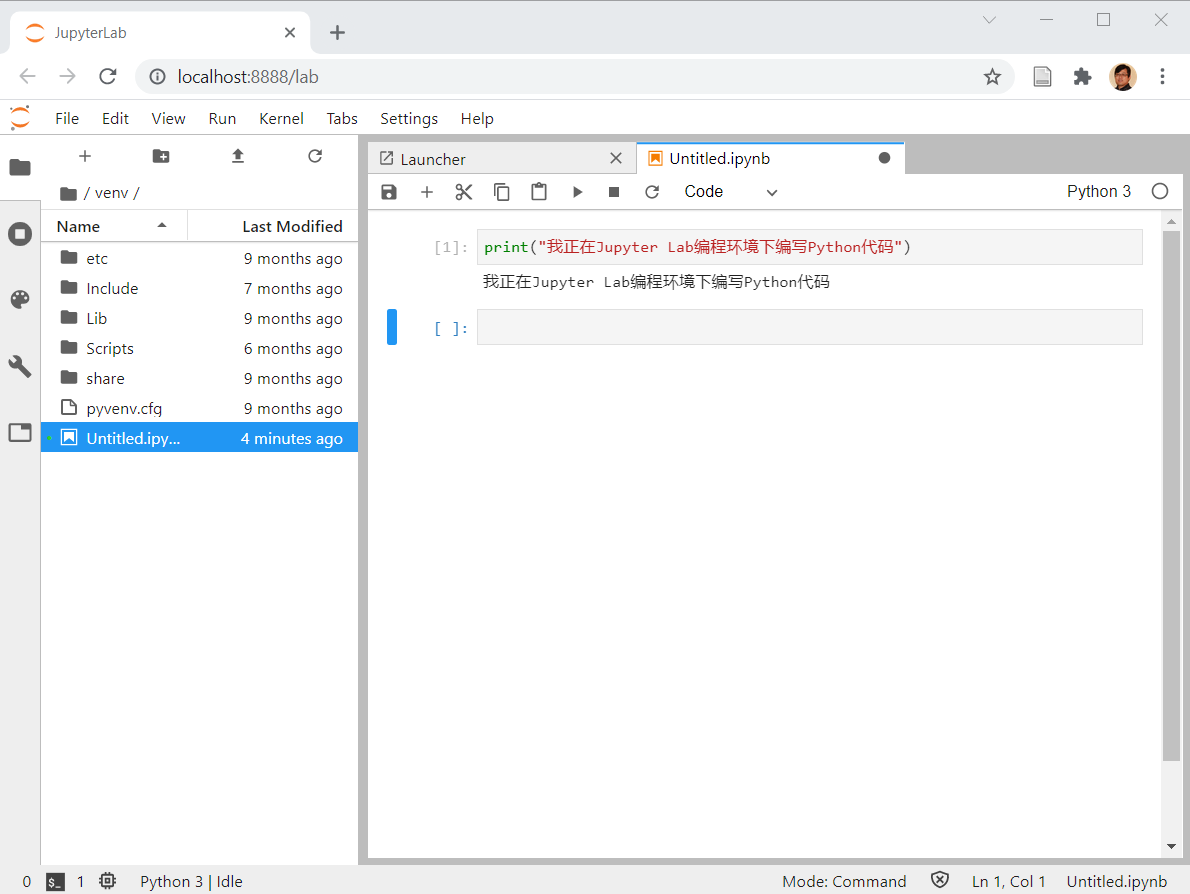 JupyterLab
localhost:8888/lab
File Edit View Run Kernel Tabs Settings Help
/ venv /
Name Last Modified
etc 9 months ago
Include 7 months ago
Lib 9 months ago
Scripts 6 months ago
share 9 months ago
pyvenv.cfg 9 months ago
Untitled.ipy... 4 minutes ago
Launcher Untitled.ipynb
Code Python 3
[1]: print("我正在Jupyter Lab编程环境下编写Python代码")
我正在Jupyter Lab编程环境下编写Python代码
[ ]:
0 $_ 1 Python 3 | Idle Mode: Command Ln 1, Col 1 Untitled.ipynb